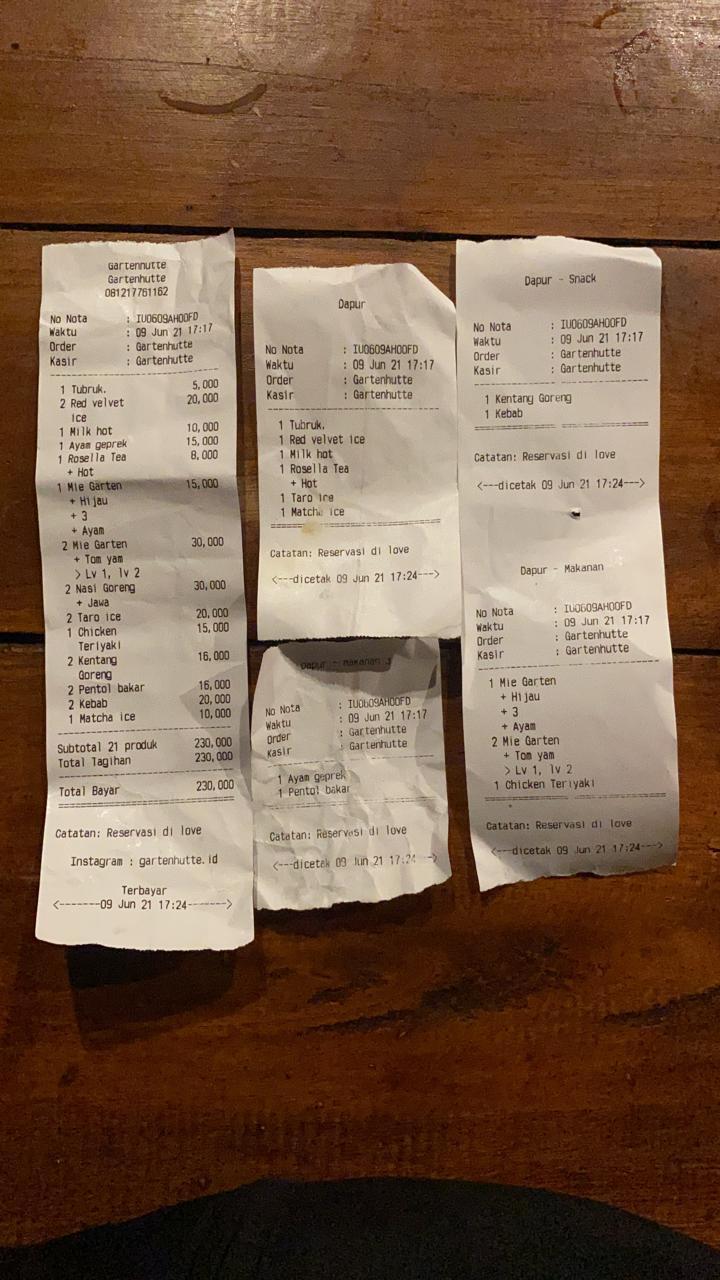 Gartenhutte
Gartenhutte
081217761162
No Nota : IU0609AH00FD
Waktu : 09 Jun 21 17:17
Order : Gartenhutte
Kasir : Gartenhutte
1 Tubruk. 5,000
2 Red velvet 20,000
ice
1 Milk hot 10,000
1 Ayam geprek 15,000
1 Rosella Tea 8,000
+ Hot
1 Mie Garten 15,000
+ Hijau
+ 3
+ Ayam
2 Mie Garten 30,000
+ Tom yam
> Lv 1, lv 2
2 Nasi Goreng 30,000
+ Jawa
2 Taro ice 20,000
1 Chicken 15,000
Teriyaki
2 Kentang 16,000
Goreng
2 Pentol bakar 16,000
2 Kebab 20,000
1 Matcha ice 10,000
Subtotal 21 produk 230,000
Total Tagihan 230,000
Total Bayar 230,000
Catatan: Reservasi di love
Instagram : gartenhutte.id
Terbayar
<-------09 Jun 21 17:24------->
Dapur
No Nota : IU0609AH00FD
Waktu : 09 Jun 21 17:17
Order : Gartenhutte
Kasir : Gartenhutte
1 Tubruk.
1 Red velvet ice
1 Milk hot
1 Rosella Tea
+ Hot
1 Taro ice
1 Matcha ice
Catatan: Reservasi di love
<---dicetak 09 Jun 21 17:24--->
Dapur - Makanan
No Nota : IU0609AH00FD
Waktu : 09 Jun 21 17:17
Order : Gartenhutte
Kasir : Gartenhutte
1 Ayam geprek
1 Pentol bakar
Catatan: Reservasi di love
<---dicetak 09 Jun 21 17:24--->
Dapur - Snack
No Nota : IU0609AH00FD
Waktu : 09 Jun 21 17:17
Order : Gartenhutte
Kasir : Gartenhutte
1 Kentang Goreng
1 Kebab
Catatan: Reservasi di love
<---dicetak 09 Jun 21 17:24--->
Dapur - Makanan
No Nota : IU0609AH00FD
Waktu : 09 Jun 21 17:17
Order : Gartenhutte
Kasir : Gartenhutte
1 Mie Garten
+ Hijau
+ 3
+ Ayam
2 Mie Garten
+ Tom yam
> Lv 1, lv 2
1 Chicken Teriyaki
Catatan: Reservasi di love
<---dicetak 09 Jun 21 17:24--->